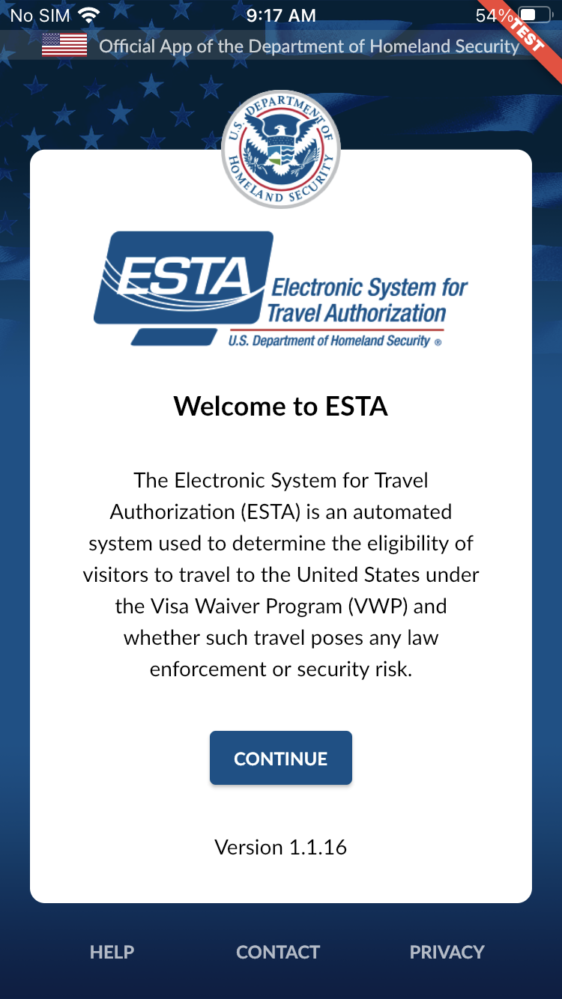 No SIM 9:17 AM 54%
TEST
Official App of the Department of Homeland Security
U.S. DEPARTMENT OF HOMELAND SECURITY
ESTA
Electronic System for
Travel Authorization
U.S. Department of Homeland Security ®
Welcome to ESTA
The Electronic System for Travel
Authorization (ESTA) is an automated
system used to determine the eligibility of
visitors to travel to the United States under
the Visa Waiver Program (VWP) and
whether such travel poses any law
enforcement or security risk.
CONTINUE
Version 1.1.16
HELP CONTACT PRIVACY